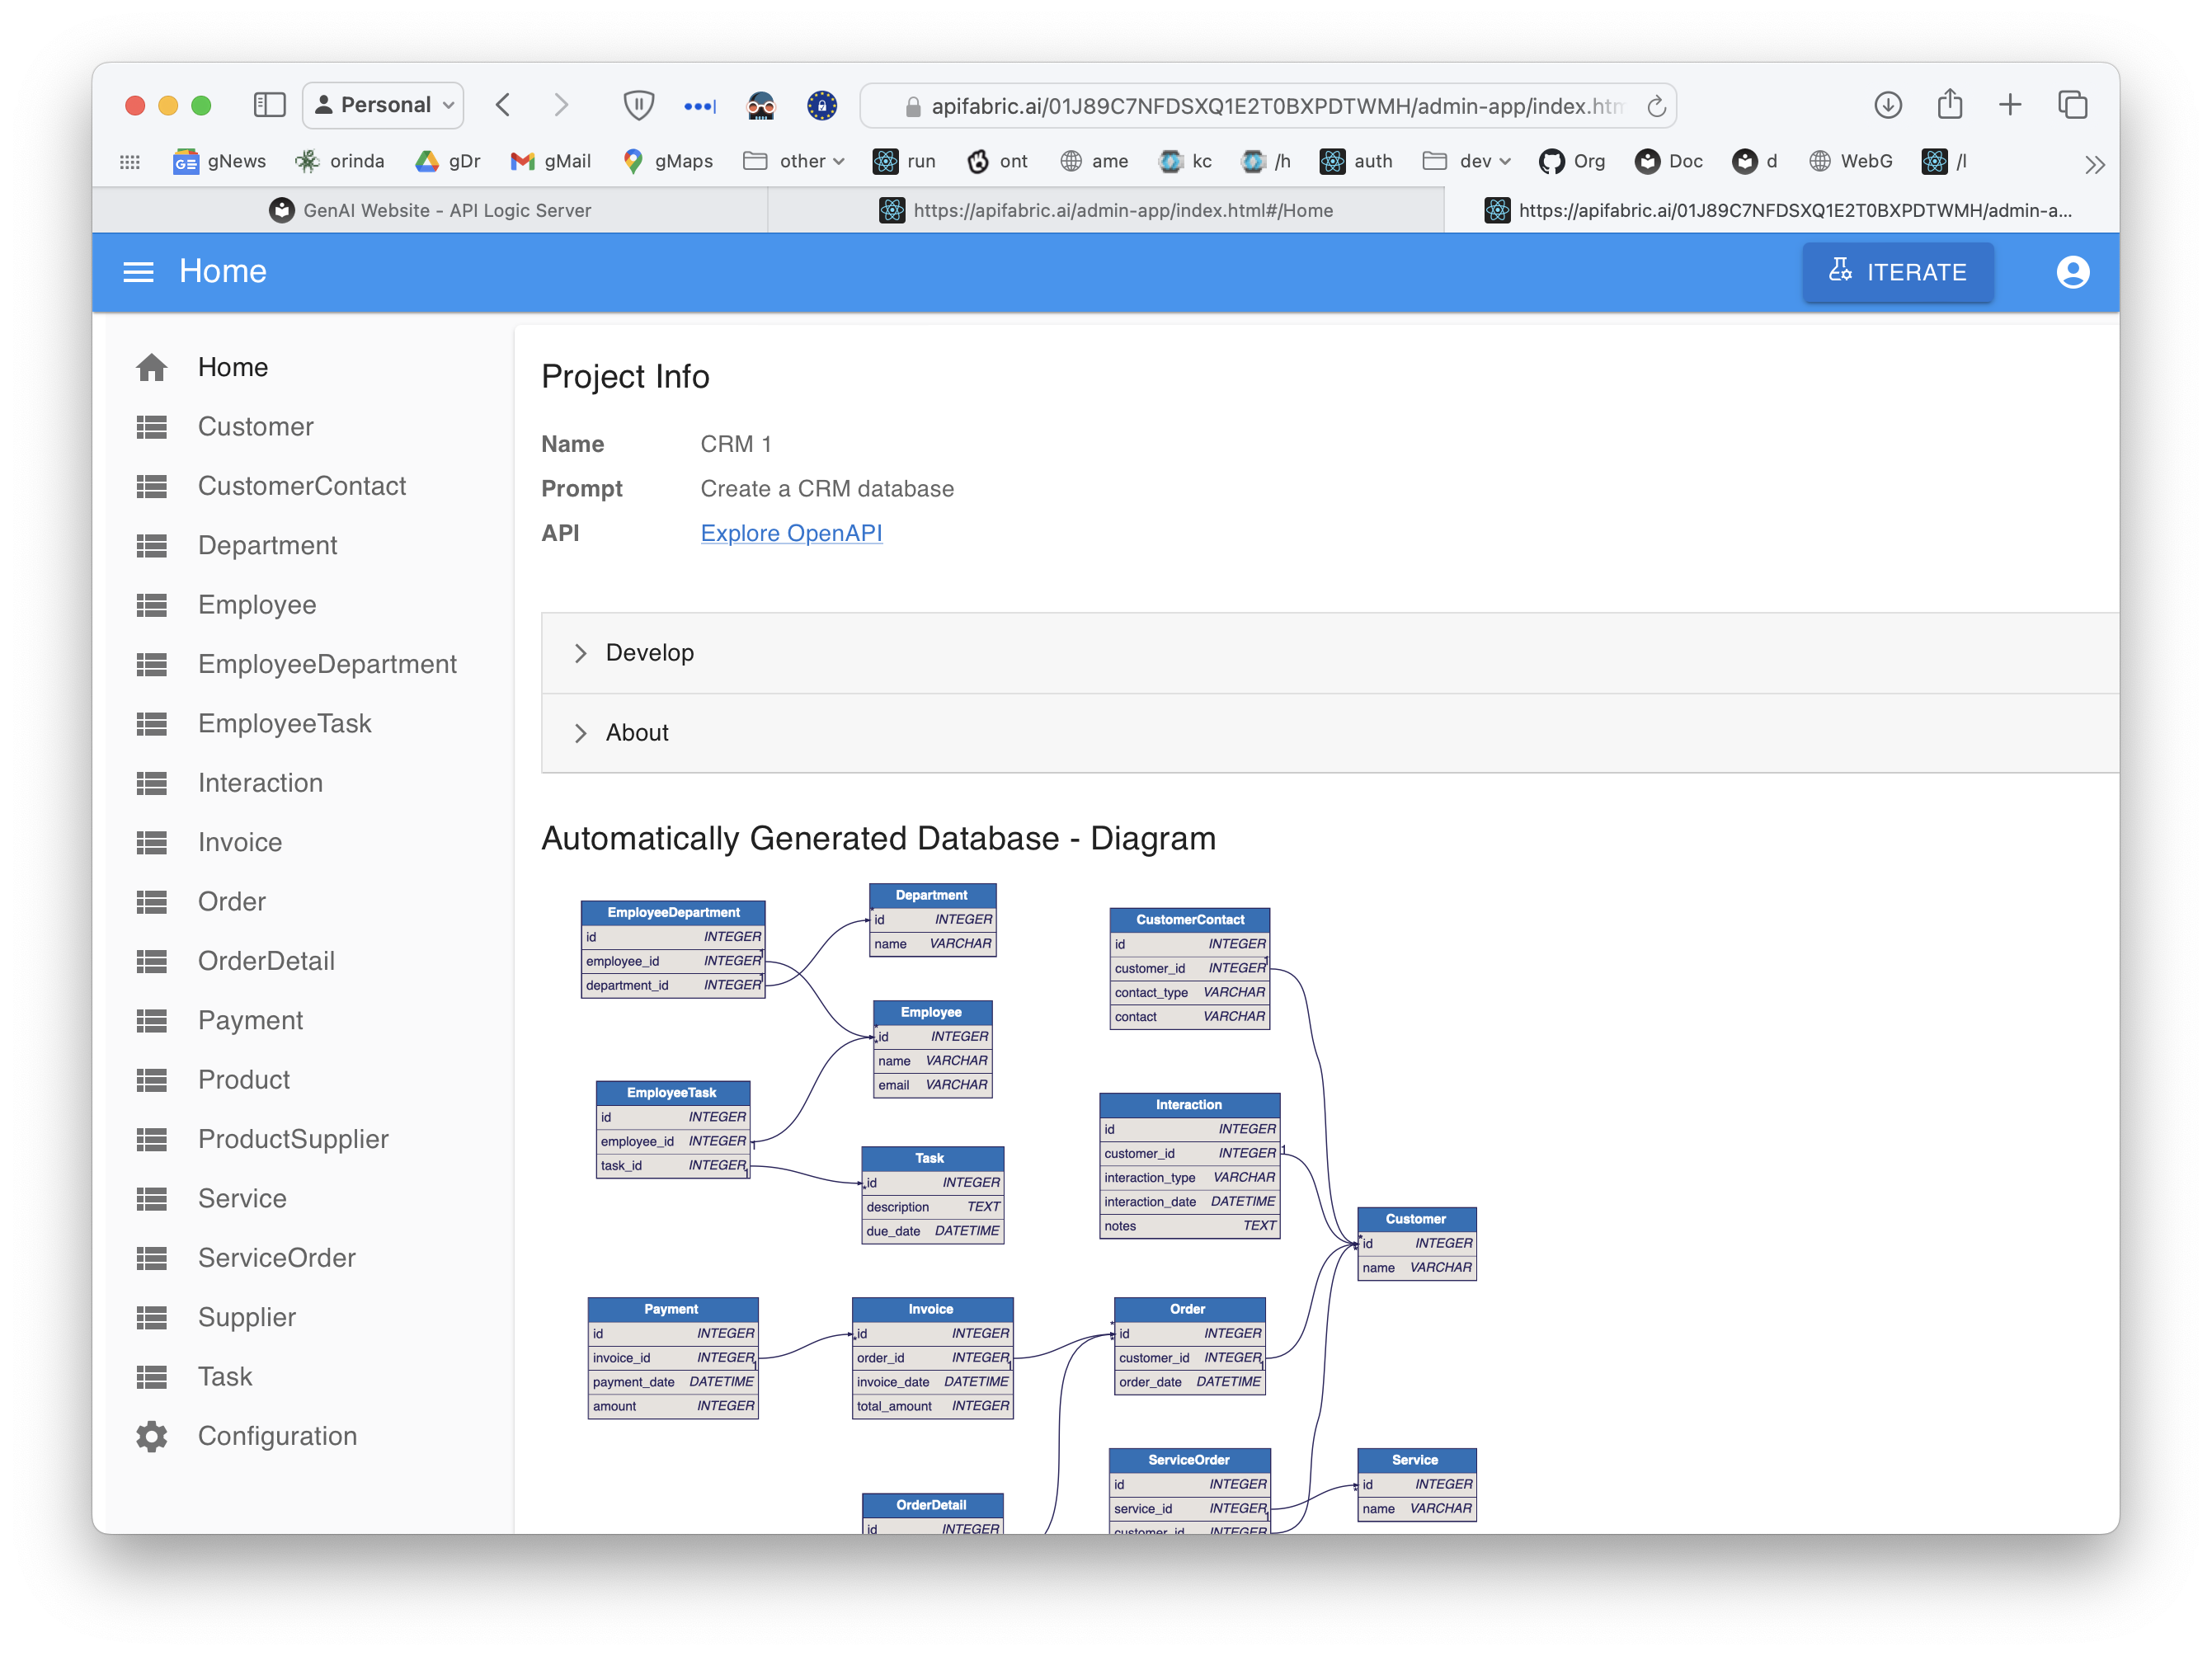 Personal
apifabric.ai/01J89C7NFDSXQ1E2T0BXPDTWMH/admin-app/index.htm
gNews orinda gDr gMail gMaps other run ont ame kc /h auth dev Org Doc d WebG /l
GenAI Website - API Logic Server
https://apifabric.ai/admin-app/index.html#/Home
https://apifabric.ai/01J89C7NFDSXQ1E2T0BXPDTWMH/admin-a...
Home
ITERATE
Home
Customer
CustomerContact
Department
Employee
EmployeeDepartment
EmployeeTask
Interaction
Invoice
Order
OrderDetail
Payment
Product
ProductSupplier
Service
ServiceOrder
Supplier
Task
Configuration
Project Info
Name CRM 1
Prompt Create a CRM database
API Explore OpenAPI
Develop
About
Automatically Generated Database - Diagram
EmployeeDepartment
id INTEGER
employee_id INTEGER
department_id INTEGER
Department
id INTEGER
name VARCHAR
CustomerContact
id INTEGER
customer_id INTEGER
contact_type VARCHAR
contact VARCHAR
Employee
id INTEGER
name VARCHAR
email VARCHAR
EmployeeTask
id INTEGER
employee_id INTEGER
task_id INTEGER
Task
id INTEGER
description TEXT
due_date DATETIME
Interaction
id INTEGER
customer_id INTEGER
interaction_type VARCHAR
interaction_date DATETIME
notes TEXT
Customer
id INTEGER
name VARCHAR
Payment
id INTEGER
invoice_id INTEGER
payment_date DATETIME
amount INTEGER
Invoice
id INTEGER
order_id INTEGER
invoice_date DATETIME
total_amount INTEGER
Order
id INTEGER
customer_id INTEGER
order_date DATETIME
ServiceOrder
id INTEGER
service_id INTEGER
customer_id INTEGER
Service
id INTEGER
name VARCHAR
OrderDetail
id INTEGER